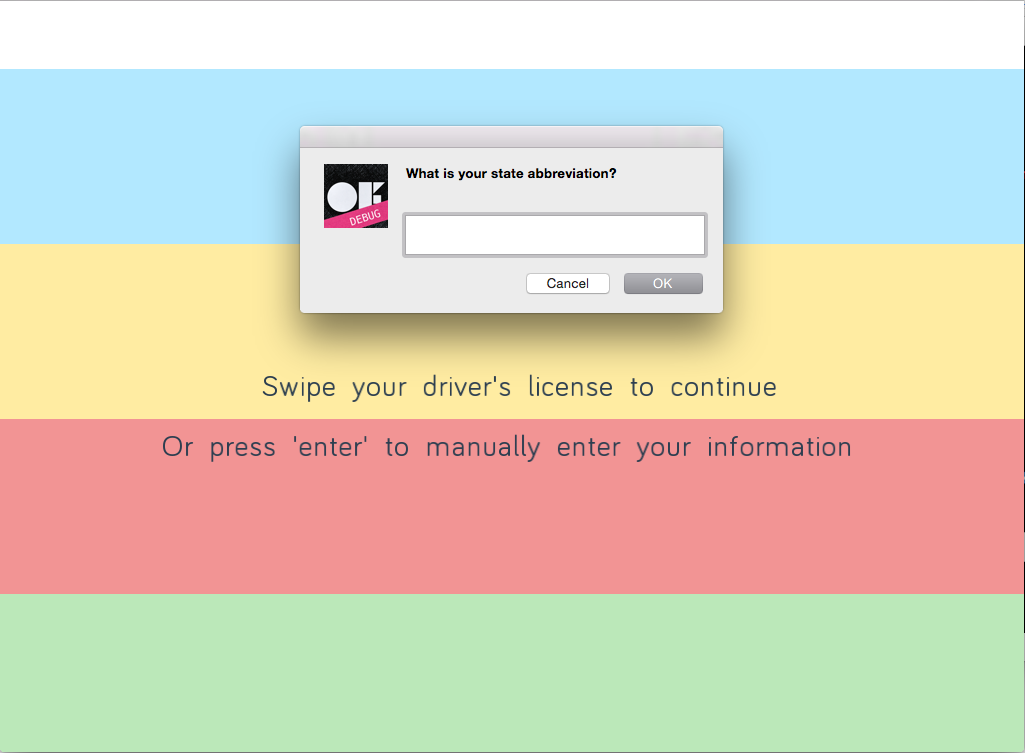 What is your state abbreviation?
OF
DEBUG
Cancel
OK
Swipe your driver's license to continue
Or press 'enter' to manually enter your information